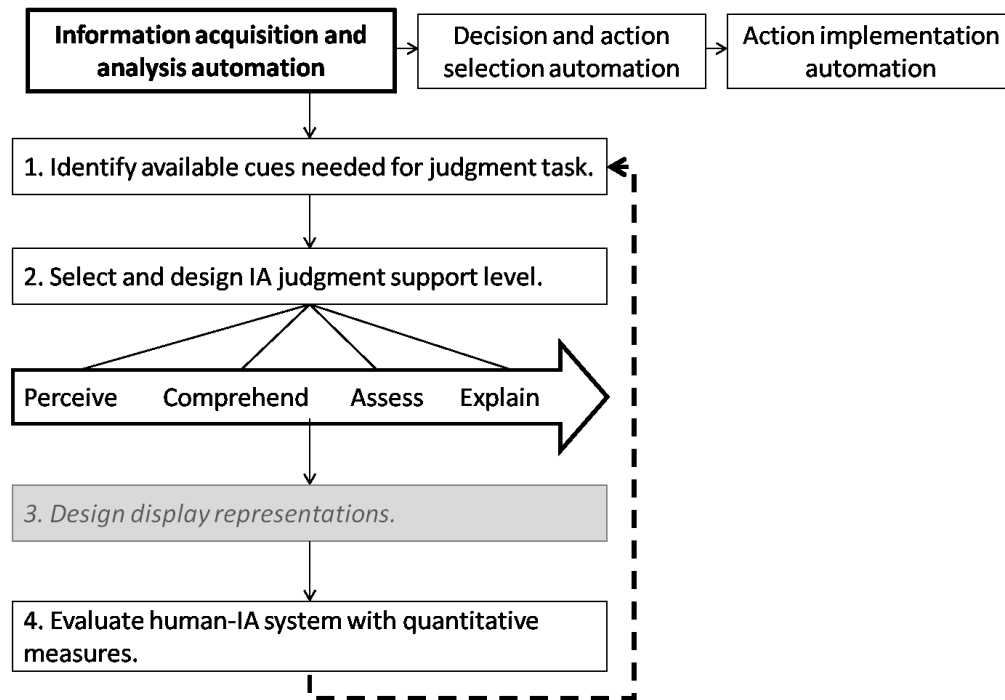 Information acquisition and
analysis automation
Decision and action
selection automation
Action implementation
automation
1. Identify available cues needed for judgment task.
2. Select and design IA judgment support level.
Perceive Comprehend Assess Explain
3. Design display representations.
4. Evaluate human-IA system with quantitative
measures.